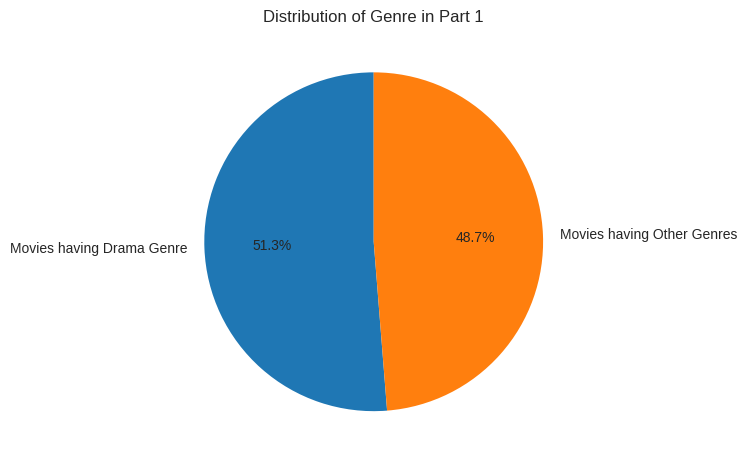 Distribution of Genre in Part 1
Movies having Drama Genre
51.3%
48.7%
Movies having Other Genres